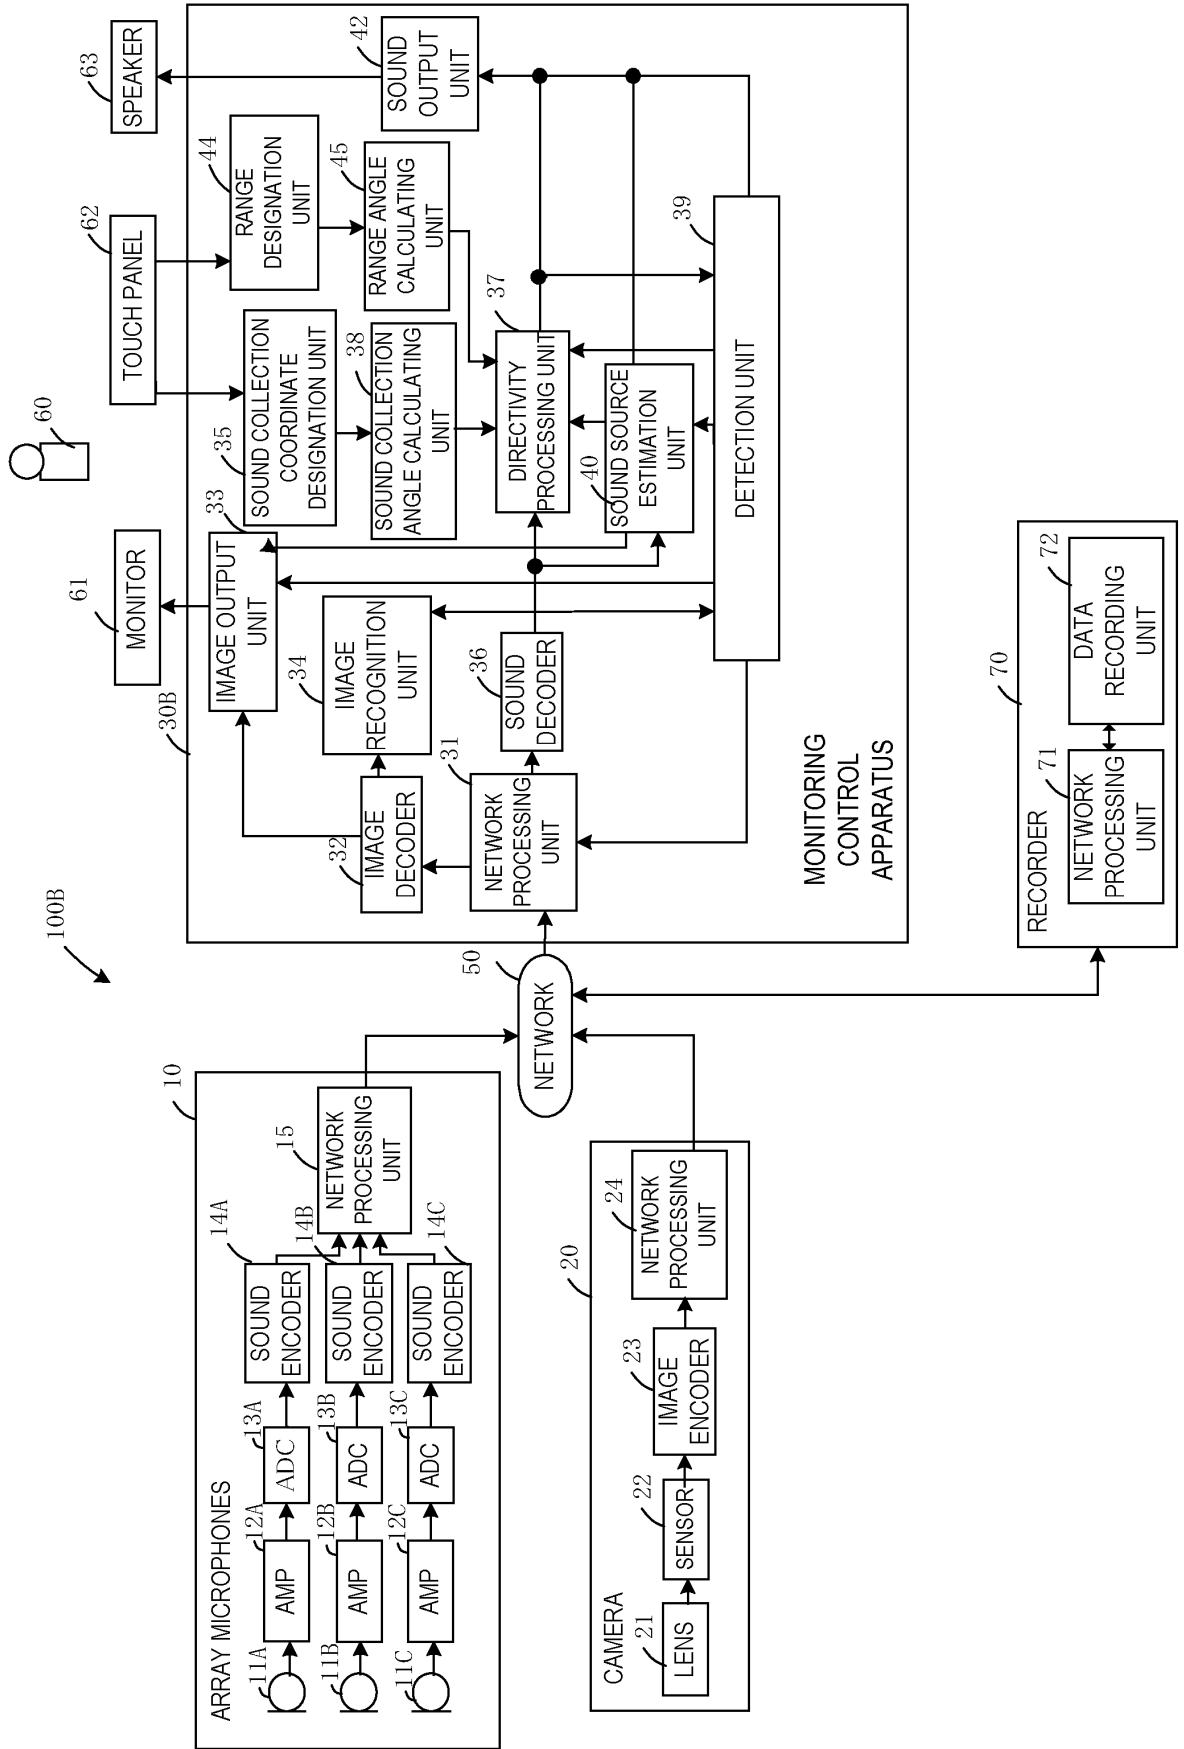 100B
10
ARRAY MICROPHONES
11A
12A
AMP
13A
ADC
14A
SOUND
ENCODER
11B
12B
AMP
13B
ADC
14B
SOUND
ENCODER
11C
12C
AMP
13C
ADC
14C
SOUND
ENCODER
15
NETWORK
PROCESSING
UNIT
20
CAMERA
21
LENS
22
SENSOR
23
IMAGE
ENCODER
24
NETWORK
PROCESSING
UNIT
50
NETWORK
30B
MONITORING
CONTROL
APPARATUS
31
NETWORK
PROCESSING
UNIT
32
IMAGE
DECODER
33
IMAGE OUTPUT
UNIT
34
IMAGE
RECOGNITION
UNIT
35
SOUND COLLECTION
COORDINATE
DESIGNATION UNIT
36
SOUND
DECODER
37
DIRECTIVITY
PROCESSING UNIT
38
SOUND COLLECTION
ANGLE CALCULATING
UNIT
39
DETECTION UNIT
40
SOUND SOURCE
ESTIMATION
UNIT
42
SOUND
OUTPUT
UNIT
44
RANGE
DESIGNATION
UNIT
45
RANGE ANGLE
CALCULATING
UNIT
60
61
MONITOR
62
TOUCH PANEL
63
SPEAKER
70
RECORDER
71
NETWORK
PROCESSING
UNIT
72
DATA
RECORDING
UNIT